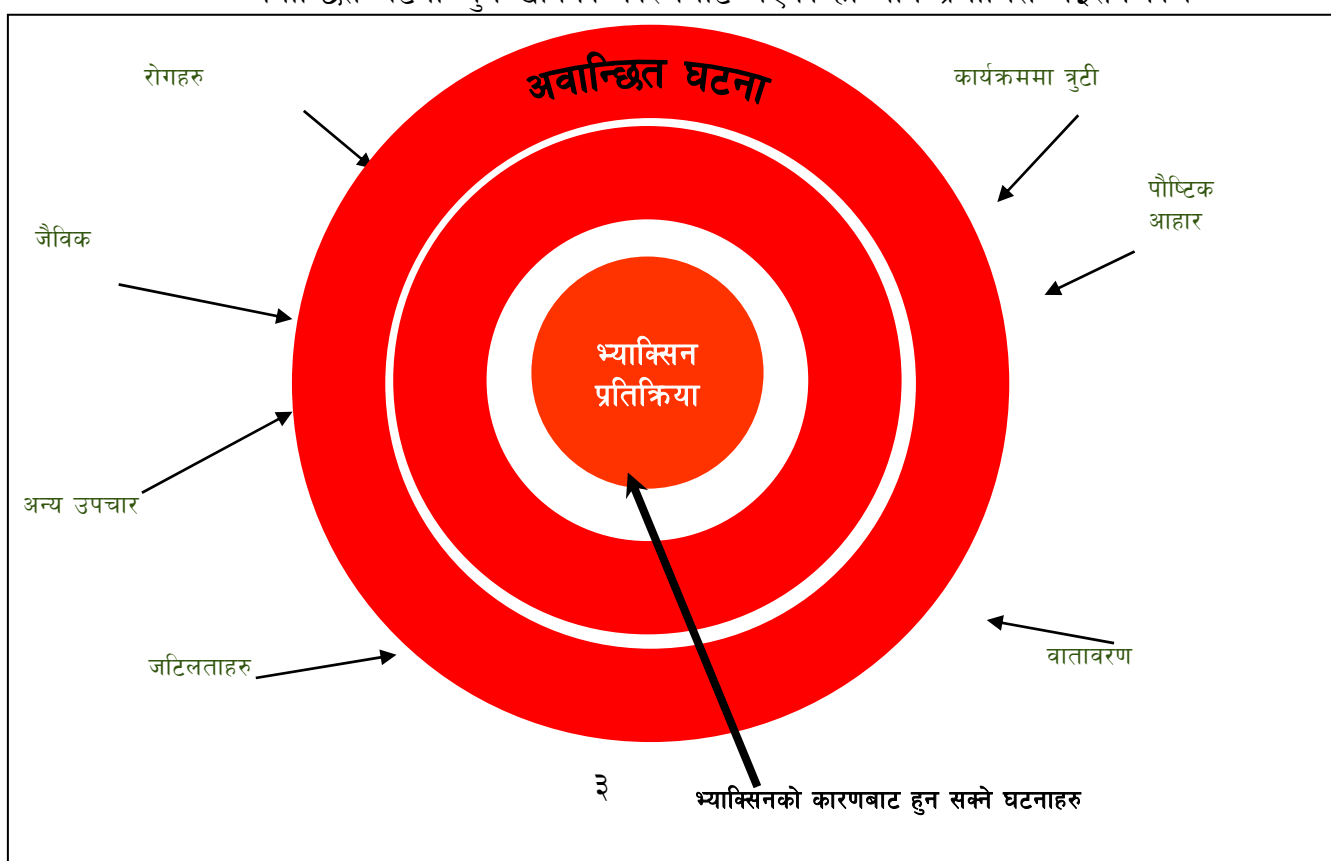 अवान्छित घटना
रोगहरु
कार्यक्रममा त्रुटी
पौष्टिक
आहार
जैविक
भ्याक्सिन
प्रतिक्रिया
अन्य उपचार
जटिलताहरु
वातावरण
३
भ्याक्सिनको कारणबाट हुन सक्ने घटनाहरु